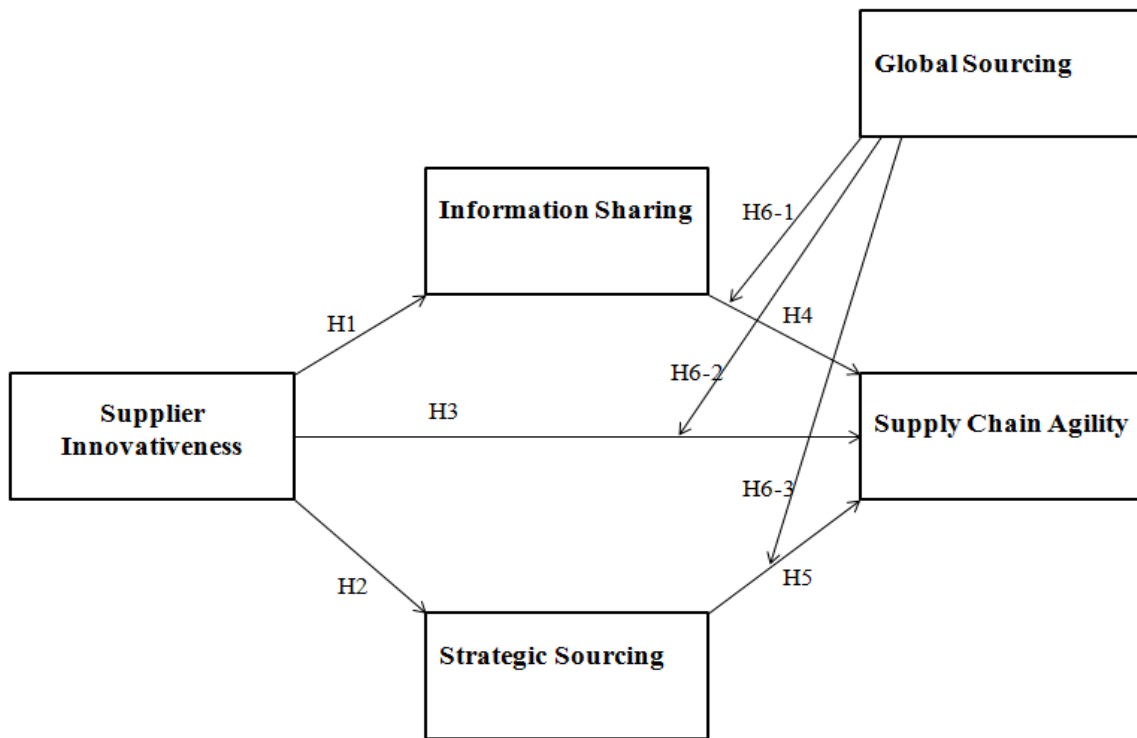 Global Sourcing
Information Sharing
H6-1
H4
H1
H6-2
H3
Supplier
Innovativeness
Supply Chain Agility
H6-3
H5
H2
Strategic Sourcing